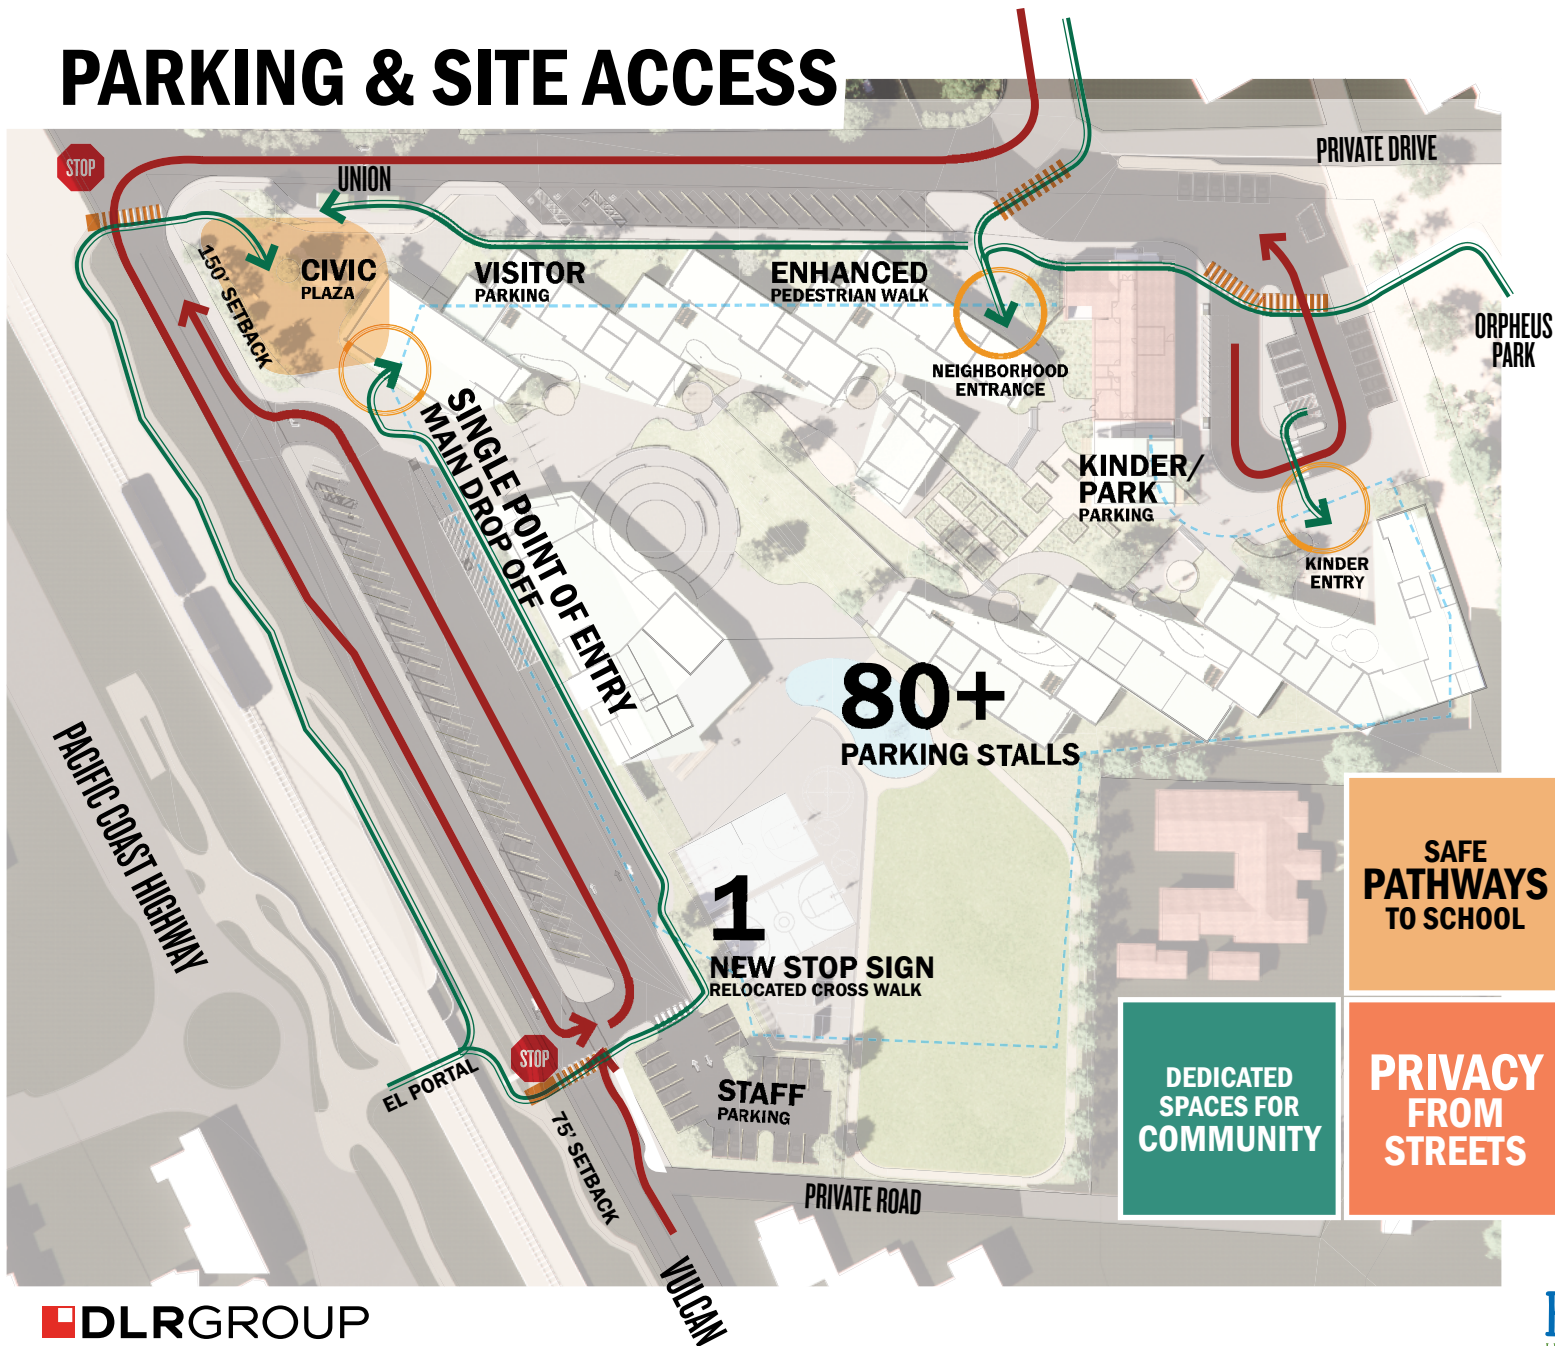 PARKING & SITE ACCESS
STOP
UNION
PRIVATE DRIVE
150' SETBACK
CIVIC
PLAZA
VISITOR
PARKING
ENHANCED
PEDESTRIAN WALK
NEIGHBORHOOD
ENTRANCE
ORPHEUS
PARK
SINGLE POINT OF ENTRY
MAIN DROP OFF
KINDER/
PARK
PARKING
KINDER
ENTRY
80+
PARKING STALLS
PACIFIC COAST HIGHWAY
1
NEW STOP SIGN
RELOCATED CROSS WALK
STOP
EL PORTAL
75' SETBACK
STAFF
PARKING
PRIVATE ROAD
VULCAN
SAFE
PATHWAYS
TO SCHOOL
DEDICATED
SPACES FOR
COMMUNITY
PRIVACY
FROM
STREETS
DLRGROUP